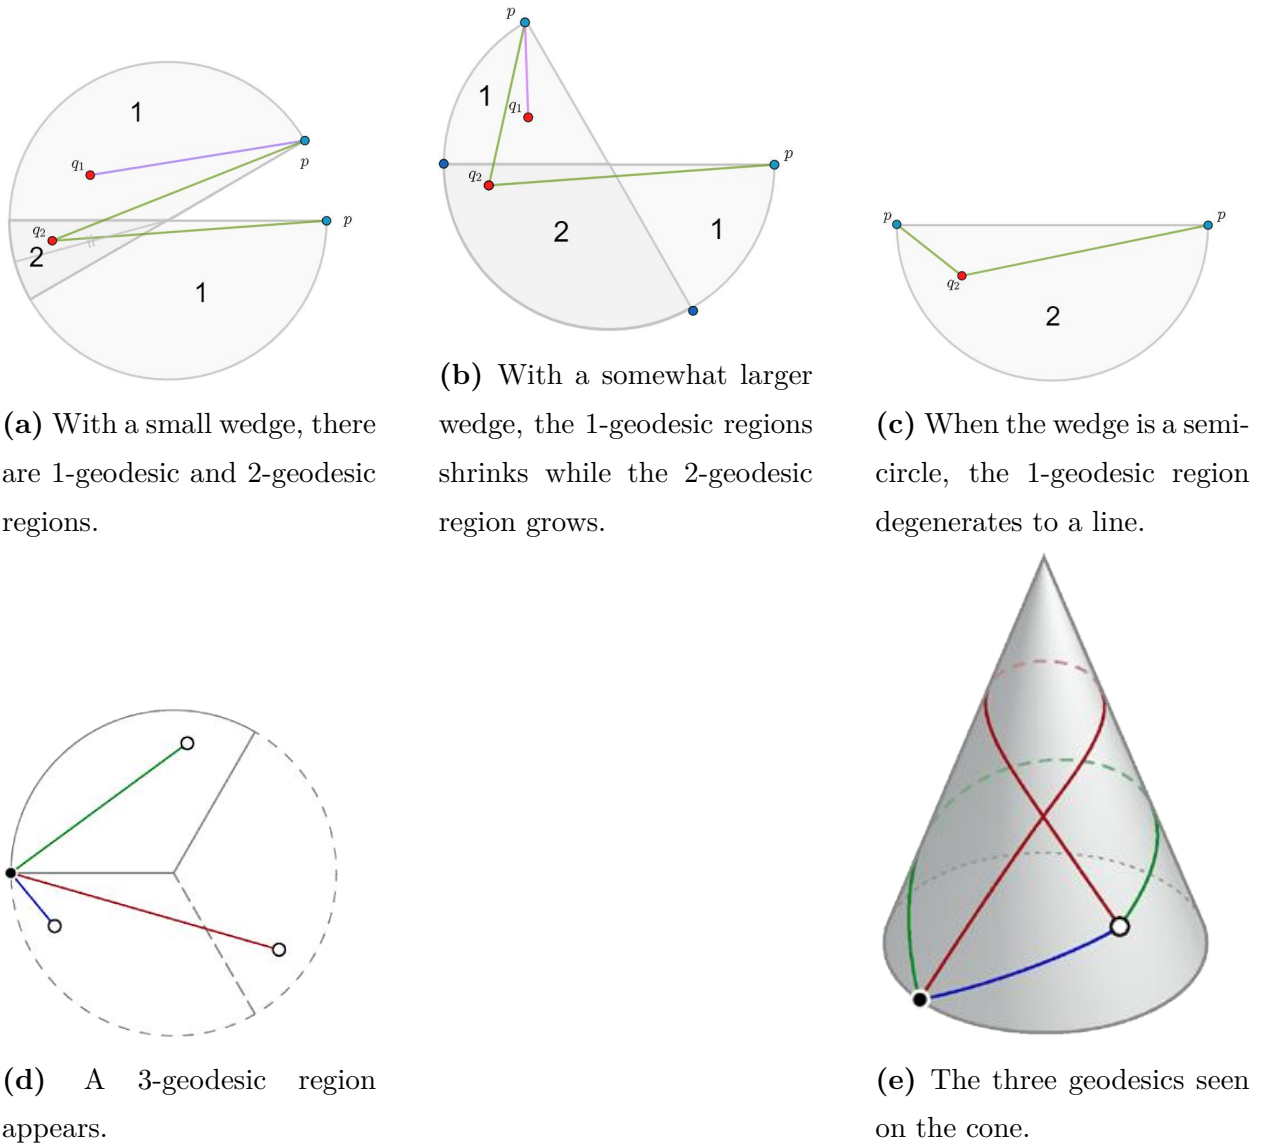 p
1
q₁
p
q₂
2
p
1
p
1
q₁
q₂
p
2
1
p
p
q₂
2
(a) With a small wedge, there
are 1-geodesic and 2-geodesic
regions.
(b) With a somewhat larger
wedge, the 1-geodesic regions
shrinks while the 2-geodesic
region grows.
(c) When the wedge is a semi-
circle, the 1-geodesic region
degenerates to a line.
(d) A 3-geodesic region
appears.
(e) The three geodesics seen
on the cone.